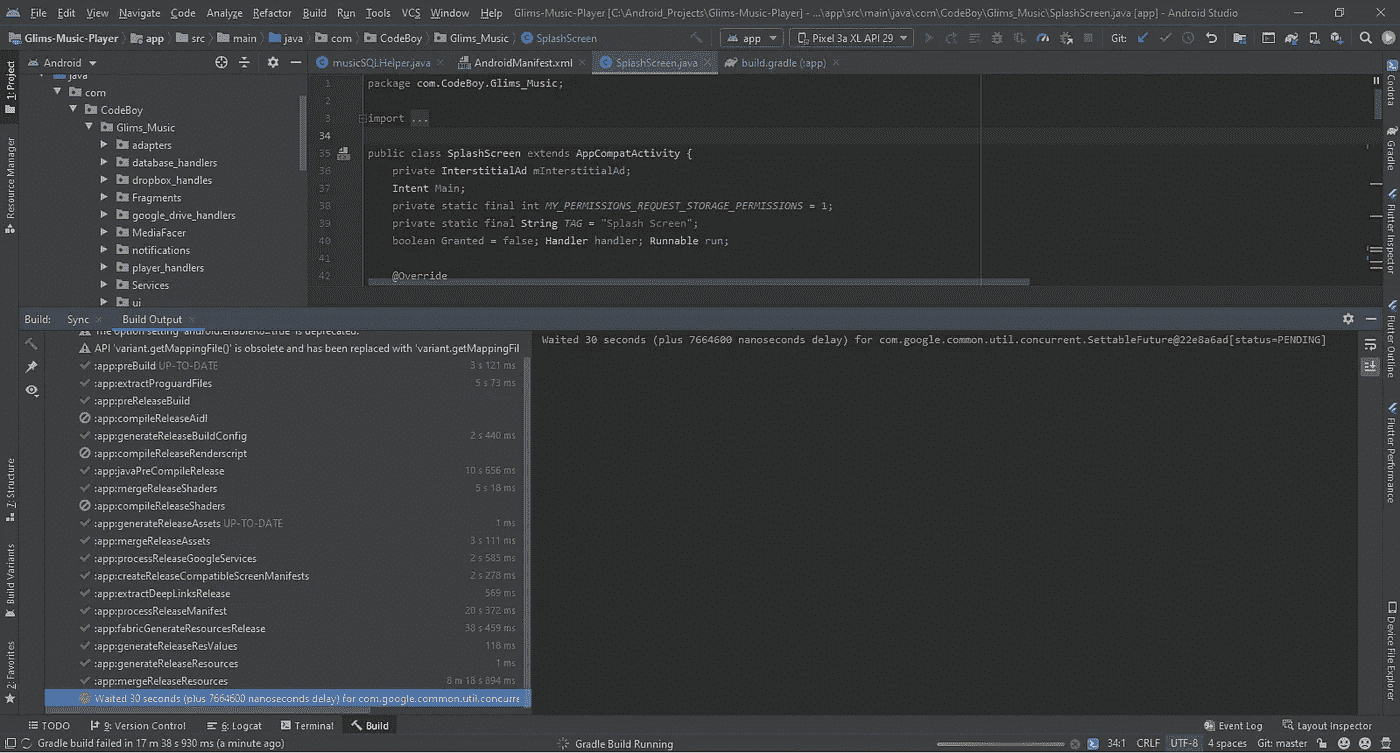 File Edit View Navigate Code Analyze Refactor Build Run Tools VCS Window Help Glims-Music-Player [C:\Android_Projects\Glims-Music-Player] - ...\app\src\main\java\com\CodeBoy\Glims_Music\SplashScreen.java [app] - Android Studio
Glims-Music-Player app src main java com CodeBoy Glims_Music SplashScreen app Pixel 3a XL API 29 Git:
Android musicSQLHelper.java AndroidManifest.xml SplashScreen.java build.gradle (:app)
1: Project
Resource Manager
java
com
CodeBoy
Glims_Music
adapters
database_handlers
dropbox_handles
Fragments
google_drive_handlers
MediaFacer
notifications
player_handlers
Services
ui
1 package com.CodeBoy.Glims_Music;
2
3 import ...
34
35 public class SplashScreen extends AppCompatActivity {
36 private InterstitialAd mInterstitialAd;
37 Intent Main;
38 private static final int MY_PERMISSIONS_REQUEST_STORAGE_PERMISSIONS = 1;
39 private static final String TAG = "Splash Screen";
40 boolean Granted = false; Handler handler; Runnable run;
41
42 @Override
Codota
Gradle
Flutter Inspector
Flutter Outline
Flutter Performance
Device File Explorer
Build: Sync Build Output
The option setting 'android.enableR8=true' is deprecated.
API 'variant.getMappingFile()' is obsolete and has been replaced with 'variant.getMappingFil
:app:preBuild UP-TO-DATE 3 s 121 ms
:app:extractProguardFiles 5 s 73 ms
:app:preReleaseBuild
:app:compileReleaseAidl
:app:generateReleaseBuildConfig 2 s 440 ms
:app:compileReleaseRenderscript
:app:javaPreCompileRelease 10 s 656 ms
:app:mergeReleaseShaders 5 s 18 ms
:app:compileReleaseShaders
:app:generateReleaseAssets UP-TO-DATE 1 ms
:app:mergeReleaseAssets 3 s 111 ms
:app:processReleaseGoogleServices 2 s 585 ms
:app:createReleaseCompatibleScreenManifests 2 s 278 ms
:app:extractDeepLinksRelease 569 ms
:app:processReleaseManifest 20 s 372 ms
:app:fabricGenerateResourcesRelease 38 s 459 ms
:app:generateReleaseResValues 118 ms
:app:generateReleaseResources 1 ms
:app:mergeReleaseResources 8 m 18 s 894 ms
Waited 30 seconds (plus 7664600 nanoseconds delay) for com.google.common.util.concurre
Waited 30 seconds (plus 7664600 nanoseconds delay) for com.google.common.util.concurrent.SettableFuture@22e8a6ad[status=PENDING]
7: Structure
Build Variants
2: Favorites
TODO 9: Version Control 6: Logcat Terminal Build Event Log Layout Inspector
Gradle build failed in 17 m 38 s 930 ms (a minute ago) Gradle Build Running 34:1 CRLF UTF-8 4 spaces Git: master